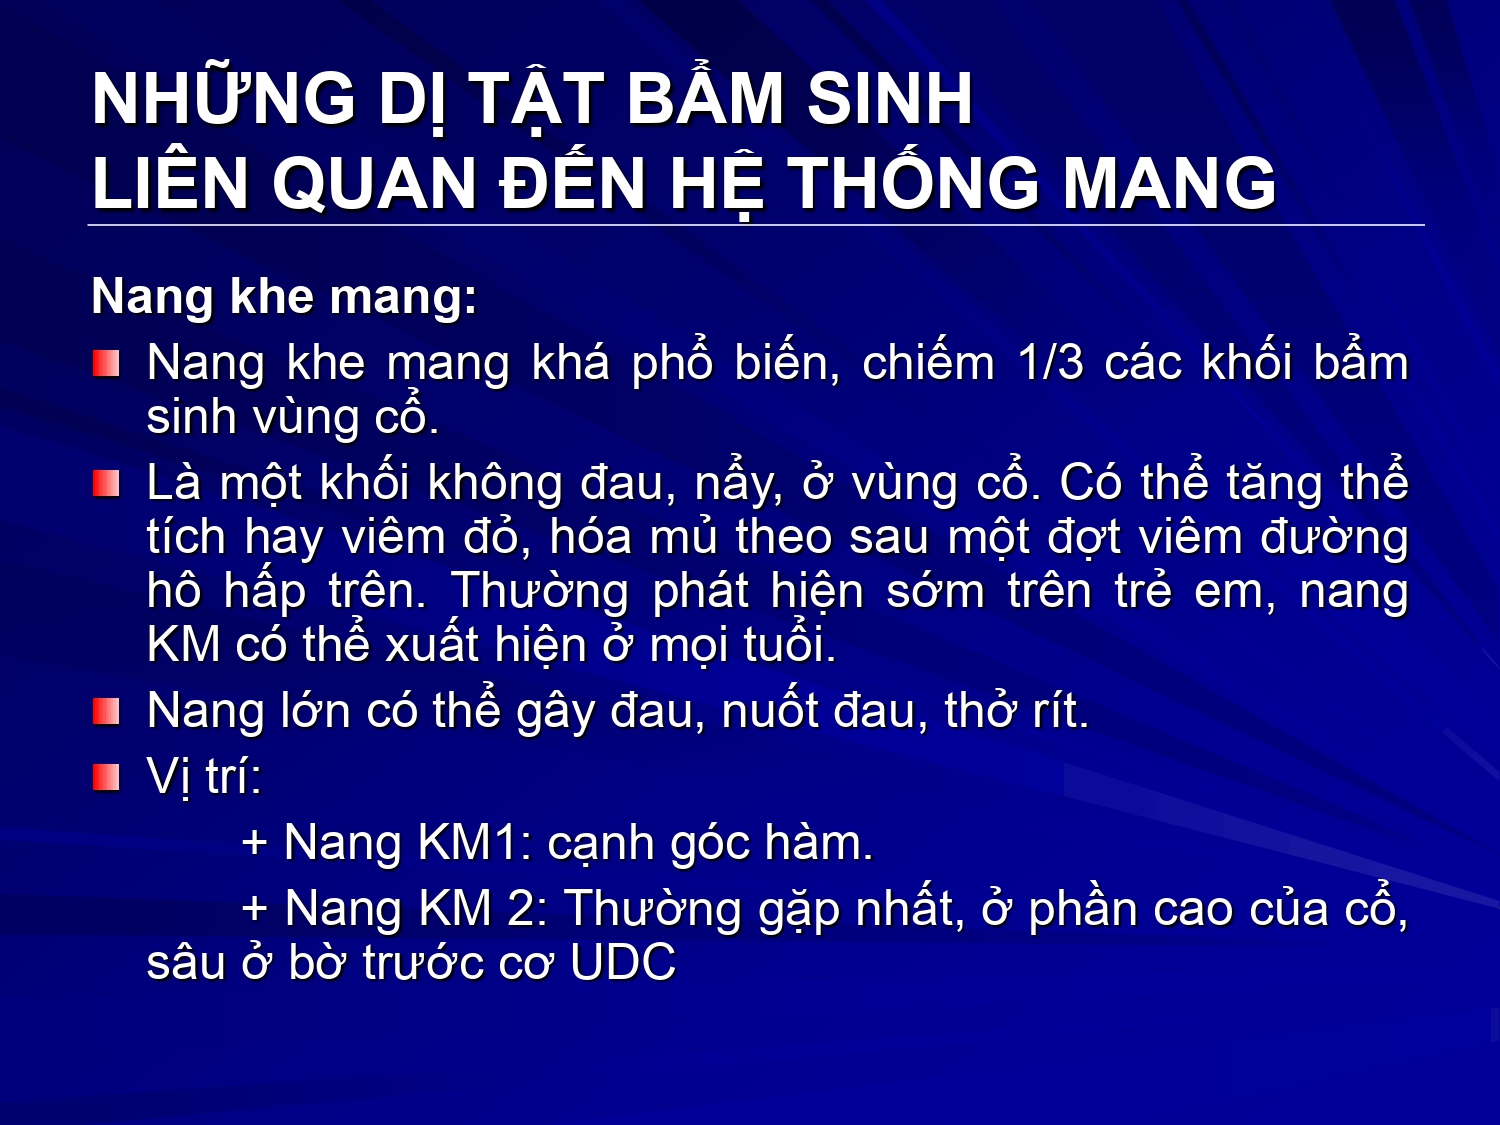 NHỮNG DỊ TẬT BẨM SINH
LIÊN QUAN ĐẾN HỆ THỐNG MANG
Nang khe mang:
Nang khe mang khá phổ biến, chiếm 1/3 các khối bẩm
sinh vùng cổ.
Là một khối không đau, nẩy, ở vùng cổ. Có thể tăng thể
tích hay viêm đỏ, hóa mủ theo sau một đợt viêm đường
hô hấp trên. Thường phát hiện sớm trên trẻ em, nang
KM có thể xuất hiện ở mọi tuổi.
Nang lớn có thể gây đau, nuốt đau, thở rít.
Vị trí:
+ Nang KM1: cạnh góc hàm.
+ Nang KM 2: Thường gặp nhất, ở phần cao của cổ,
sâu ở bờ trước cơ UDC